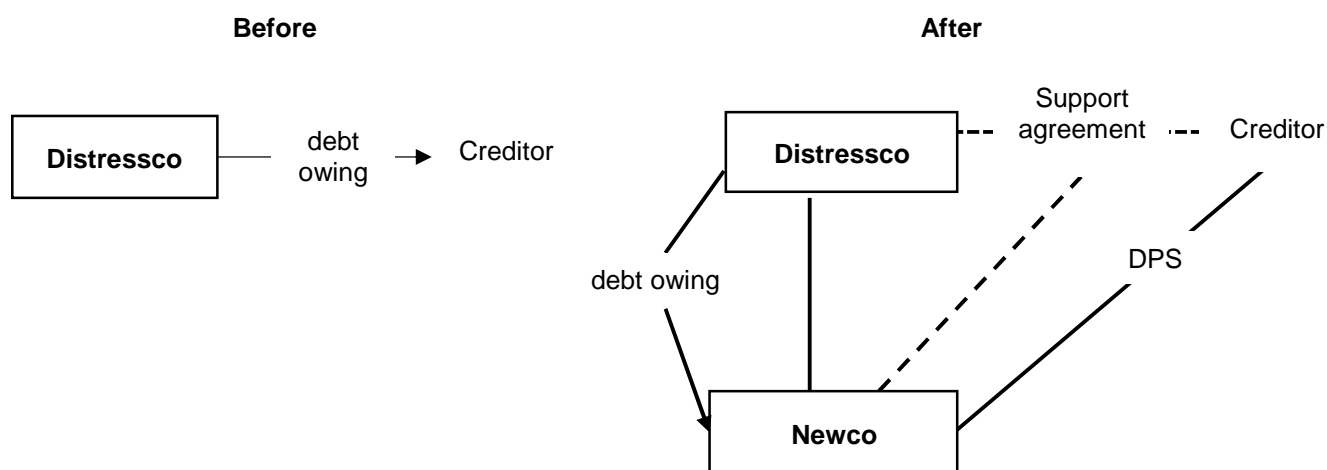 Before
Distressco
debt
owing
Creditor
After
Support
agreement
Distressco
Creditor
debt owing
DPS
Newco